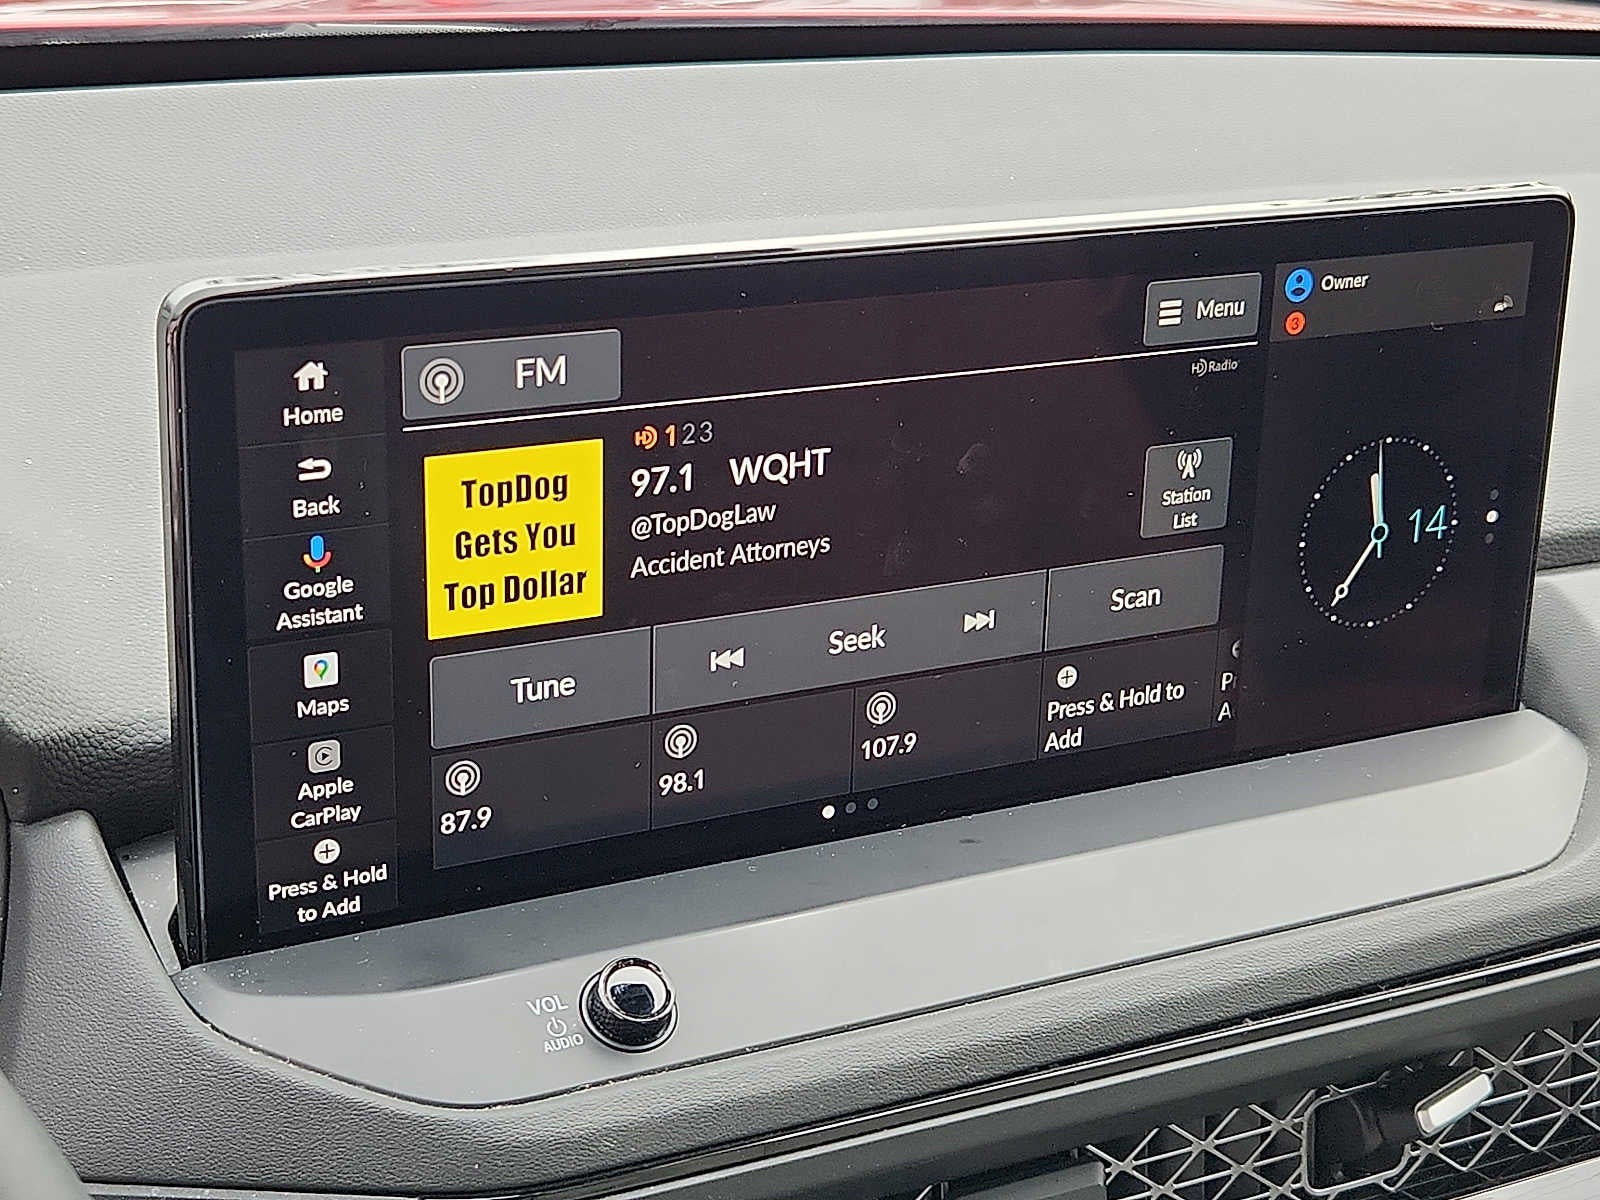 Home
Back
Google
Assistant
Maps
Apple
CarPlay
Press & Hold
to Add
FM
Menu
HD Radio
TopDog
Gets You
Top Dollar
HD 1 2 3
97.1 WQHT
@TopDogLaw
Accident Attorneys
Station
List
Tune
Seek
Scan
87.9
98.1
107.9
Press & Hold to
Add
P
A
Owner
3
14
VOL
AUDIO